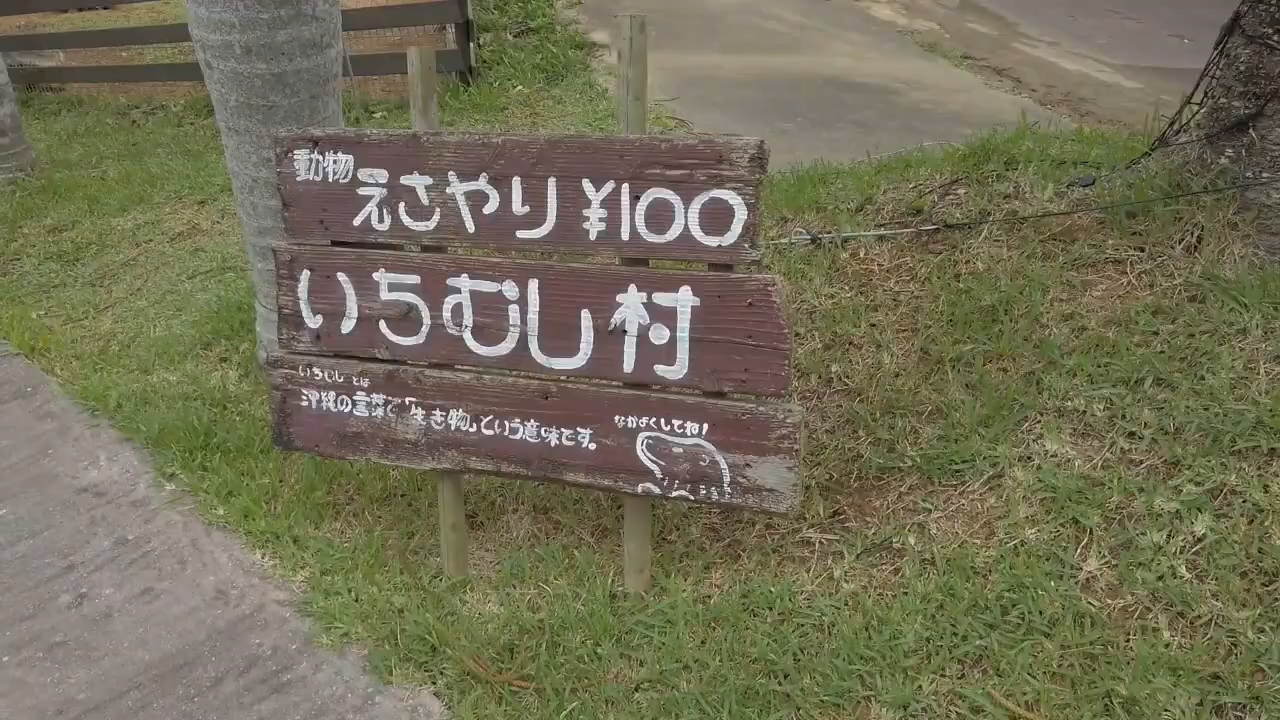 動物 えさやり ¥100
いちむし村
いちむし とは
沖縄の言葉で「生き物」という意味です。
なかよくしてね!